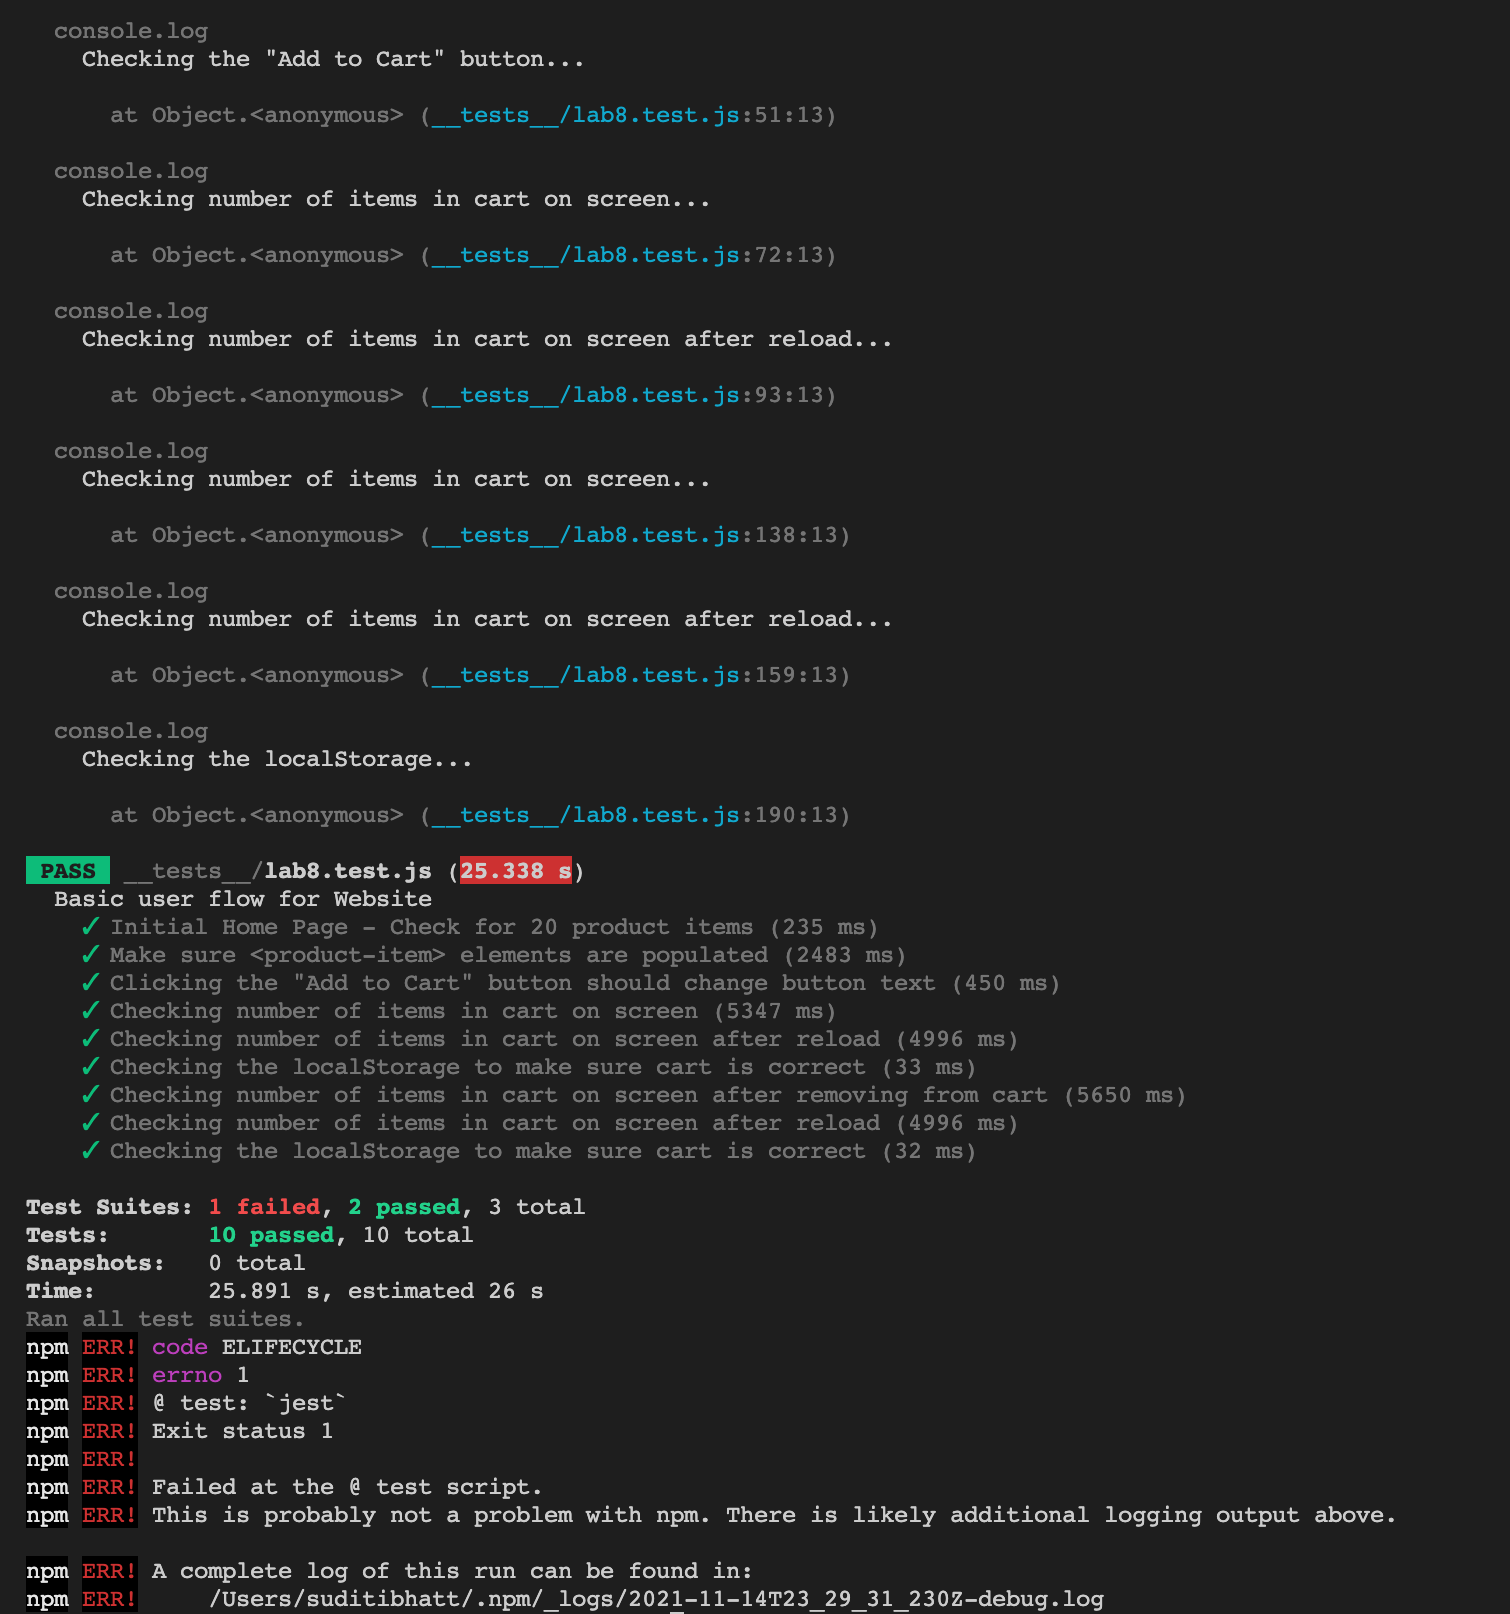 console.log
Checking the "Add to Cart" button...
at Object.<anonymous> (__tests__/lab8.test.js:51:13)
console.log
Checking number of items in cart on screen...
at Object.<anonymous> (__tests__/lab8.test.js:72:13)
console.log
Checking number of items in cart on screen after reload...
at Object.<anonymous> (__tests__/lab8.test.js:93:13)
console.log
Checking number of items in cart on screen...
at Object.<anonymous> (__tests__/lab8.test.js:138:13)
console.log
Checking number of items in cart on screen after reload...
at Object.<anonymous> (__tests__/lab8.test.js:159:13)
console.log
Checking the localStorage...
at Object.<anonymous> (__tests__/lab8.test.js:190:13)
PASS __tests__/lab8.test.js (25.338 s)
Basic user flow for Website
✓ Initial Home Page - Check for 20 product items (235 ms)
✓ Make sure <product-item> elements are populated (2483 ms)
✓ Clicking the "Add to Cart" button should change button text (450 ms)
✓ Checking number of items in cart on screen (5347 ms)
✓ Checking number of items in cart on screen after reload (4996 ms)
✓ Checking the localStorage to make sure cart is correct (33 ms)
✓ Checking number of items in cart on screen after removing from cart (5650 ms)
✓ Checking number of items in cart on screen after reload (4996 ms)
✓ Checking the localStorage to make sure cart is correct (32 ms)
Test Suites: 1 failed, 2 passed, 3 total
Tests: 10 passed, 10 total
Snapshots: 0 total
Time: 25.891 s, estimated 26 s
Ran all test suites.
npm ERR! code ELIFECYCLE
npm ERR! errno 1
npm ERR! @ test: `jest`
npm ERR! Exit status 1
npm ERR!
npm ERR! Failed at the @ test script.
npm ERR! This is probably not a problem with npm. There is likely additional logging output above.
npm ERR! A complete log of this run can be found in:
npm ERR! /Users/suditibhatt/.npm/_logs/2021-11-14T23_29_31_230Z-debug.log